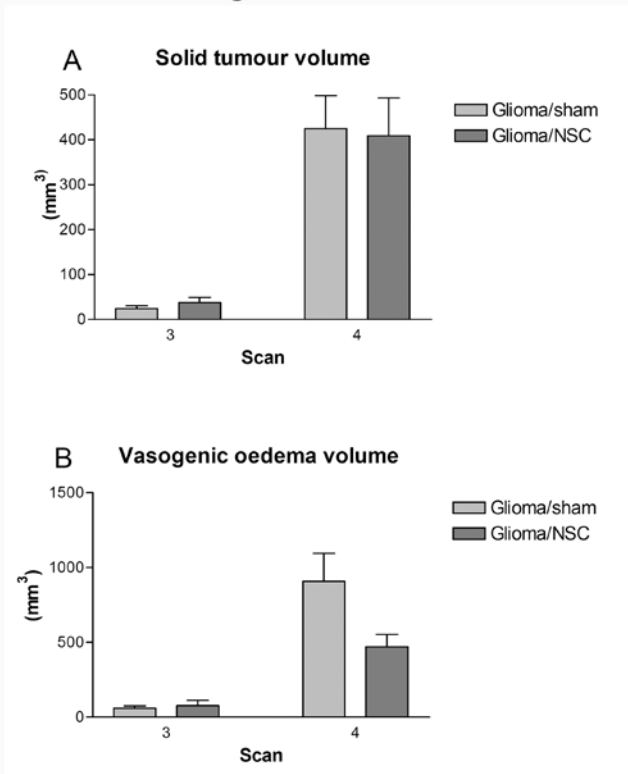 A
Solid tumour volume
500
400
300
200
100
0
(mm³)
3
4
Scan
Glioma/sham
Glioma/NSC
B
Vasogenic oedema volume
1500
1000
500
0
(mm³)
3
4
Scan
Glioma/sham
Glioma/NSC